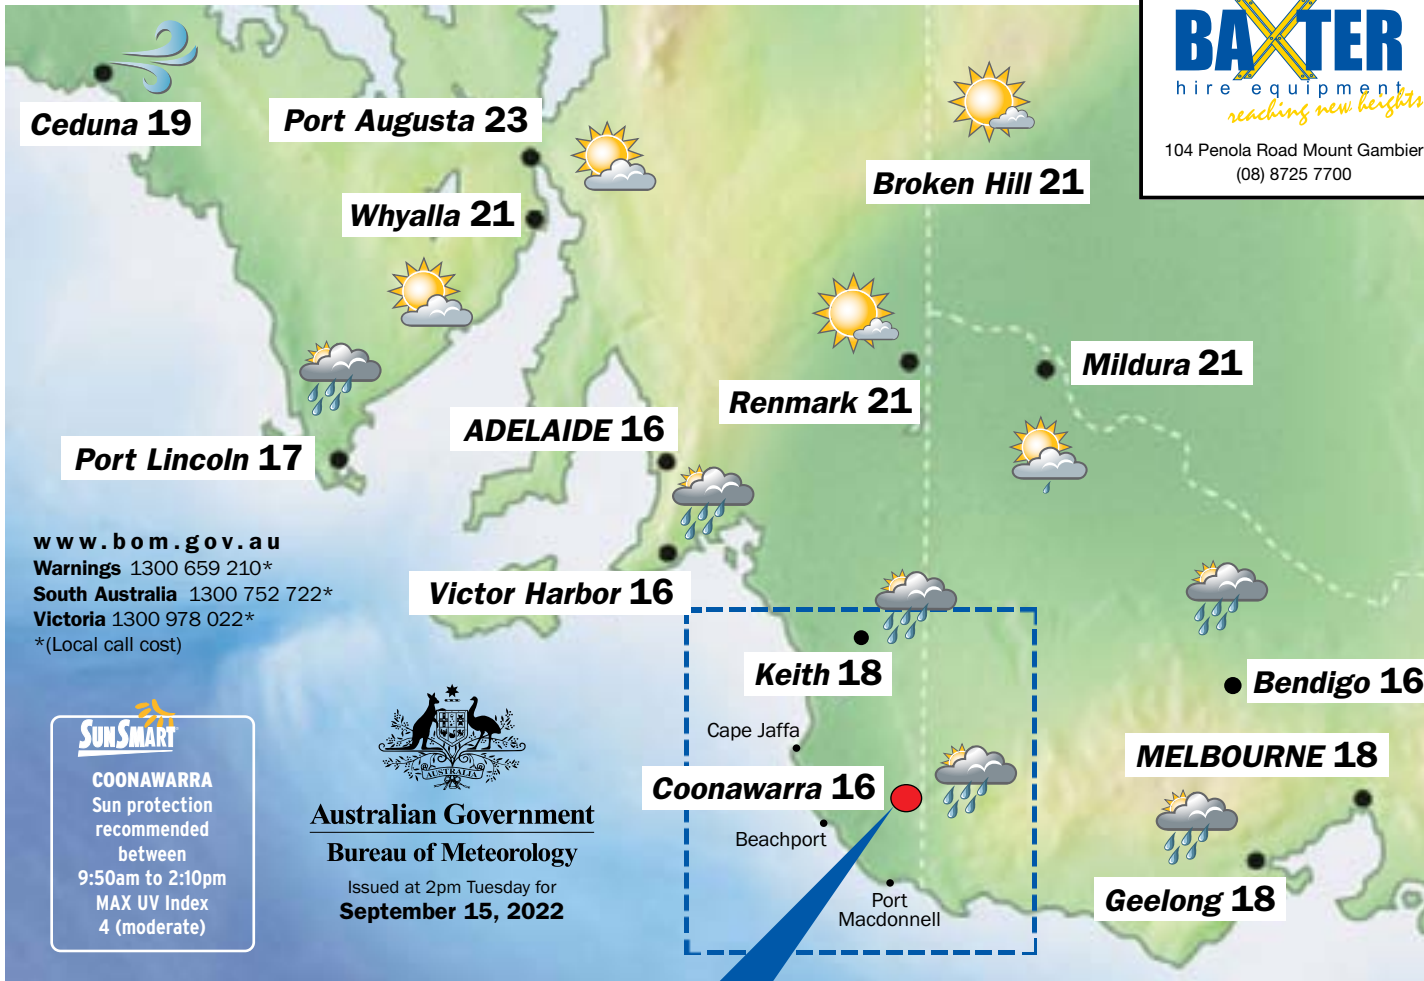 BAXTER
hire equipment
reaching new heights
104 Penola Road Mount Gambier
(08) 8725 7700
Ceduna 19
Port Augusta 23
Whyalla 21
Broken Hill 21
Renmark 21
Mildura 21
ADELAIDE 16
Port Lincoln 17
www.bom.gov.au
Warnings 1300 659 210*
South Australia 1300 752 722*
Victoria 1300 978 022*
*(Local call cost)
Victor Harbor 16
Keith 18
Bendigo 16
Cape Jaffa
MELBOURNE 18
Coonawarra 16
Beachport
Geelong 18
Port
Macdonnell
SUNSMART
COONAWARRA
Sun protection
recommended
between
9:50am to 2:10pm
MAX UV Index
4 (moderate)
AUSTRALIA
Australian Government
Bureau of Meteorology
Issued at 2pm Tuesday for
September 15, 2022